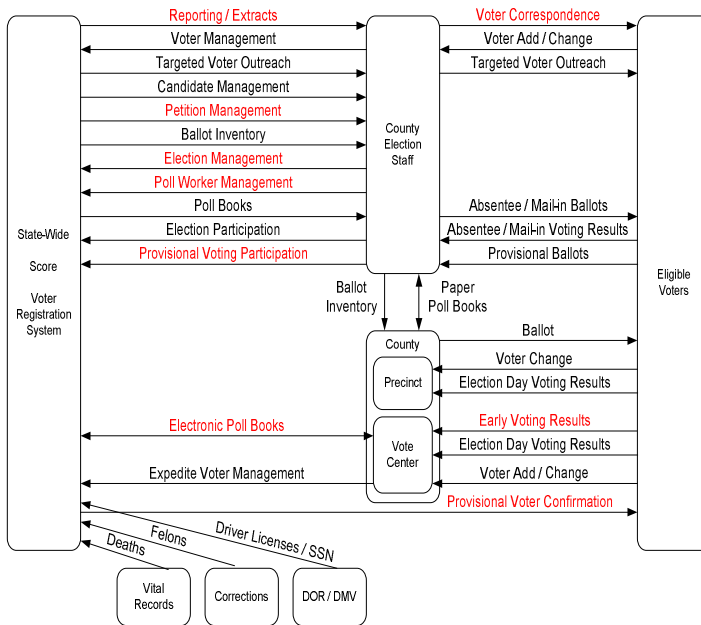 Reporting / Extracts
Voter Correspondence
Voter Management
Voter Add / Change
Targeted Voter Outreach
Targeted Voter Outreach
Candidate Management
Petition Management
Ballot Inventory
Election Management
Poll Worker Management
Poll Books
Election Participation
Provisional Voting Participation
County
Election
Staff
Absentee / Mail-in Ballots
Absentee / Mail-in Voting Results
Provisional Ballots
State-Wide
Score
Voter
Registration
System
Eligible
Voters
Ballot
Inventory
Paper
Poll Books
County
Precinct
Vote
Center
Ballot
Voter Change
Election Day Voting Results
Electronic Poll Books
Early Voting Results
Election Day Voting Results
Expedite Voter Management
Voter Add / Change
Provisional Voter Confirmation
Driver Licenses / SSN
Felons
Deaths
Vital
Records
Corrections
DOR / DMV